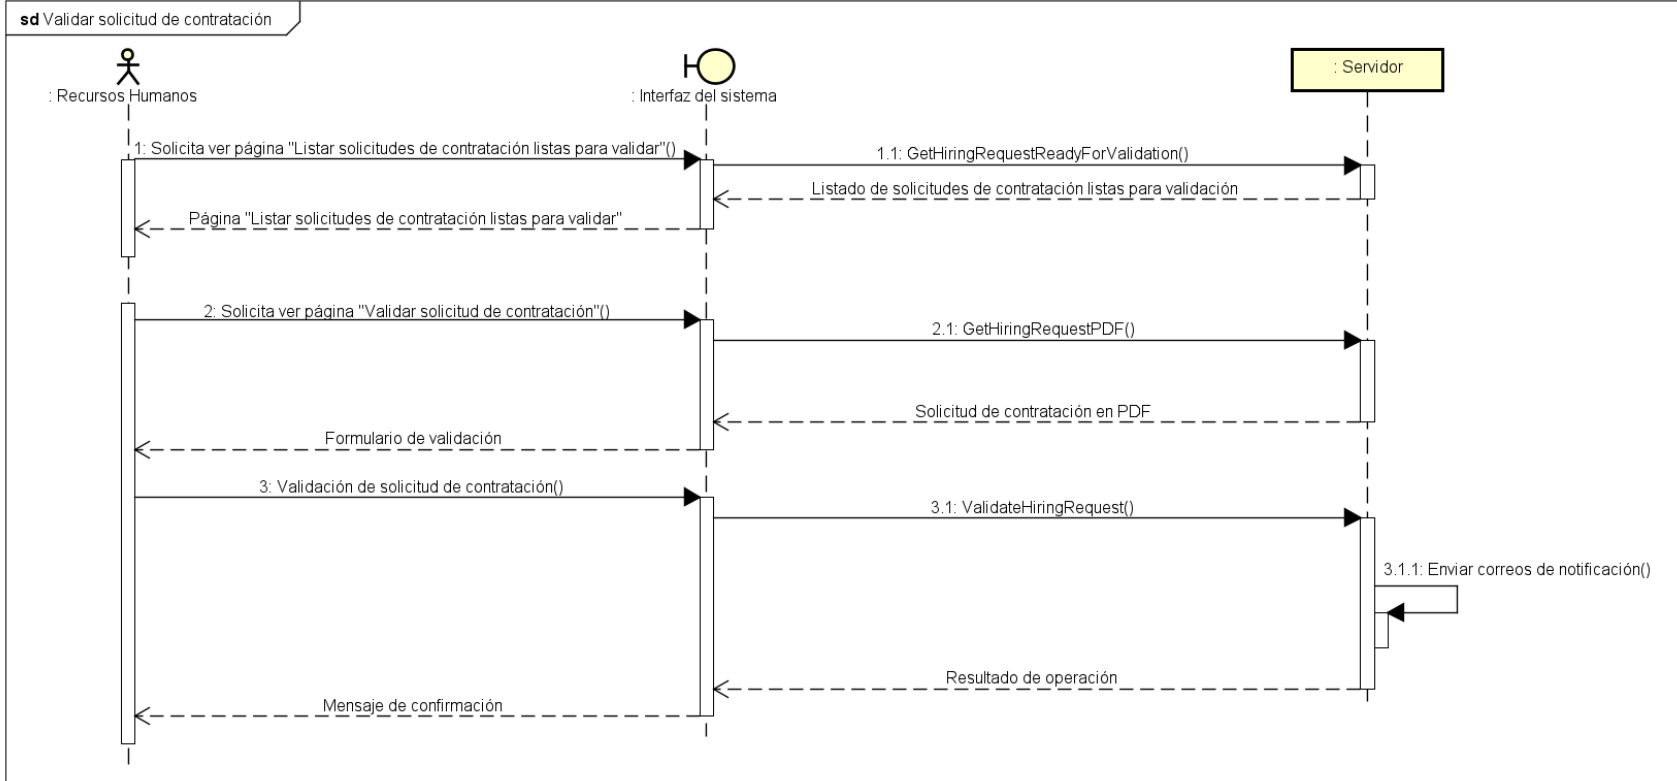 sd Validar solicitud de contratación
: Recursos Humanos
: Interfaz del sistema
: Servidor
1: Solicita ver página "Listar solicitudes de contratación listas para validar"()
1.1: GetHiringRequestReadyForValidation()
Listado de solicitudes de contratación listas para validación
Página "Listar solicitudes de contratación listas para validar"
2: Solicita ver página "Validar solicitud de contratación"()
2.1: GetHiringRequestPDF()
Solicitud de contratación en PDF
Formulario de validación
3: Validación de solicitud de contratación()
3.1: ValidateHiringRequest()
3.1.1: Enviar correos de notificación()
Resultado de operación
Mensaje de confirmación